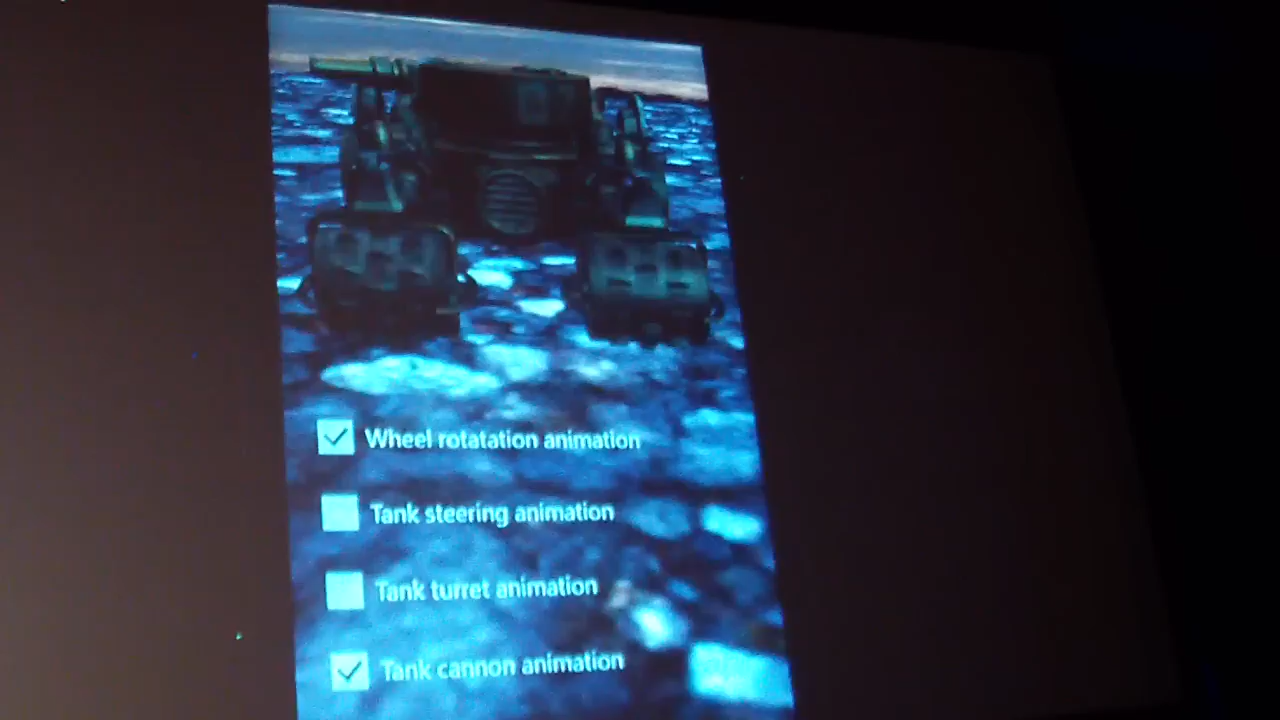 Wheel rotatation animation
Tank steering animation
Tank turret animation
Tank cannon animation